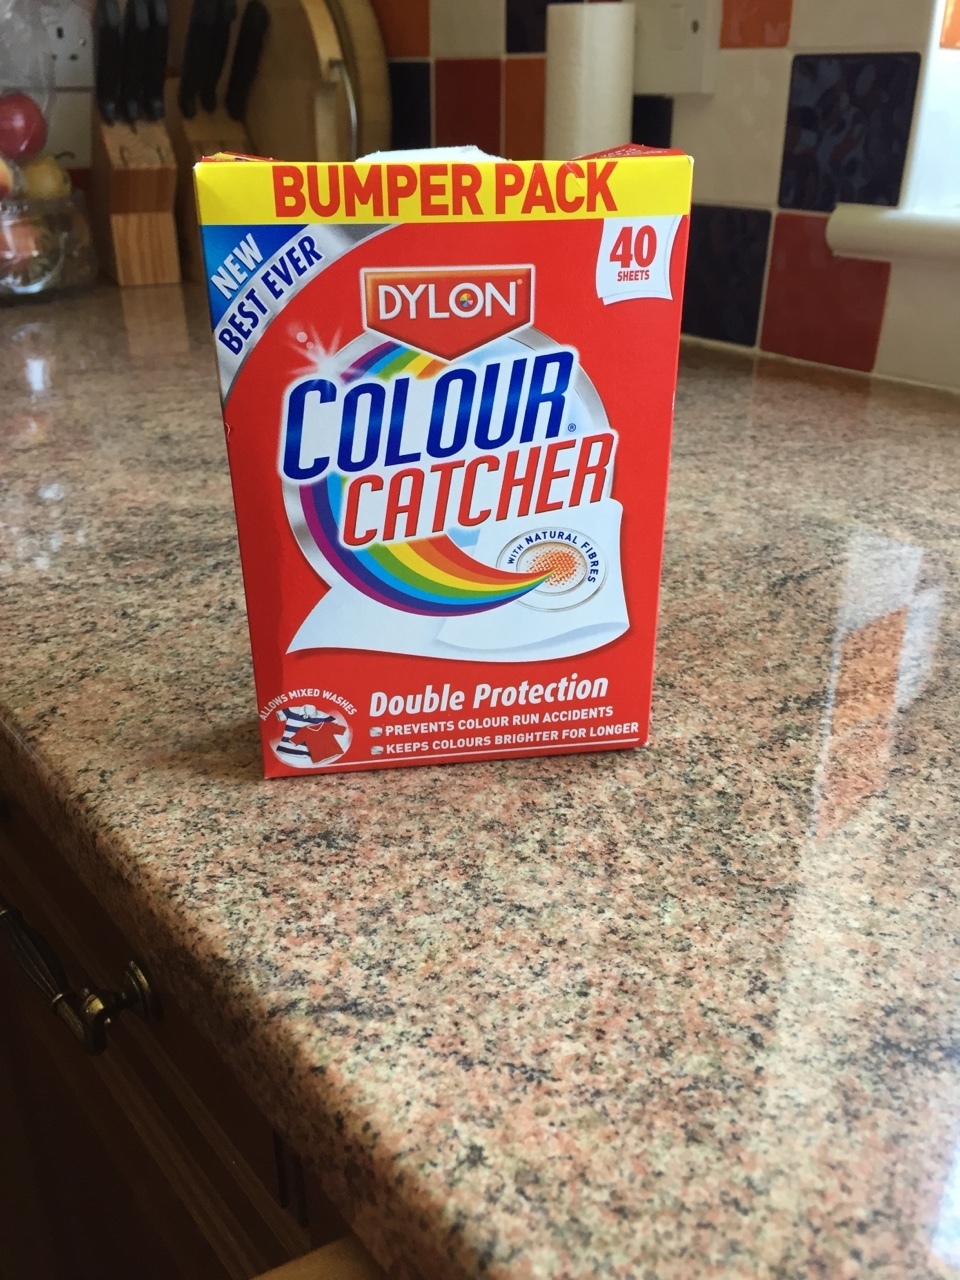 BUMPER PACK
NEW
BEST EVER
40
SHEETS
DYLON®
COLOUR®
CATCHER
WITH NATURAL FIBRES
ALLOWS MIXED WASHES
Double Protection
PREVENTS COLOUR RUN ACCIDENTS
KEEPS COLOURS BRIGHTER FOR LONGER